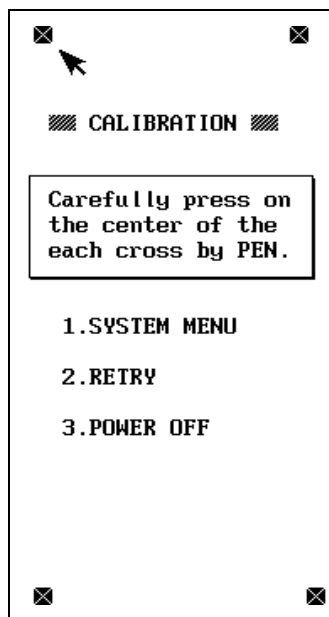 CALIBRATION
Carefully press on
the center of the
each cross by PEN.
1.SYSTEM MENU
2.RETRY
3.POWER OFF